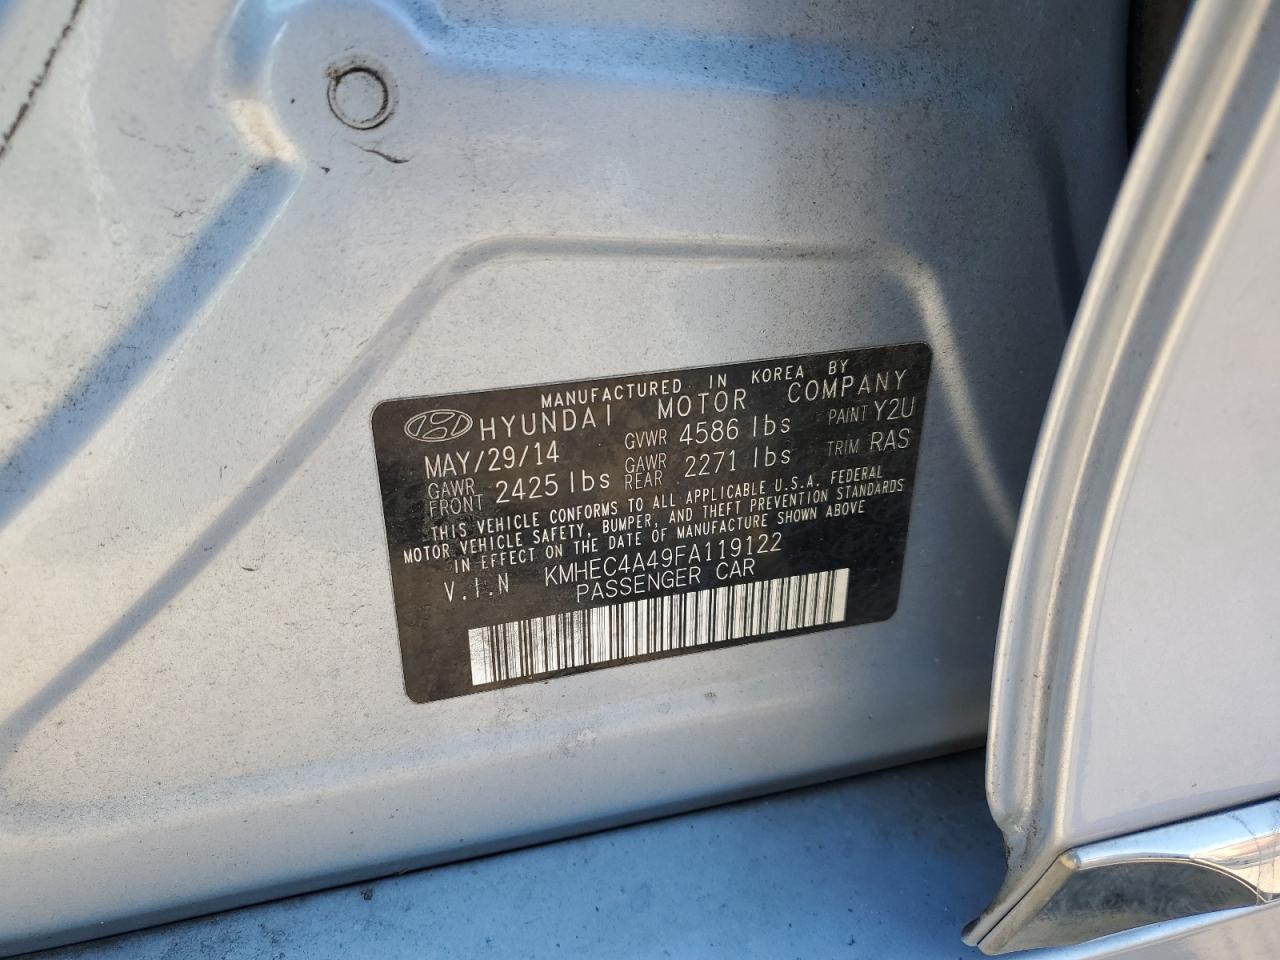 MANUFACTURED IN KOREA BY
HYUNDAI MOTOR COMPANY
MAY/29/14 GVWR 4586 lbs PAINT Y2U
GAWR FRONT 2425 lbs GAWR REAR 2271 lbs TRIM RAS
THIS VEHICLE CONFORMS TO ALL APPLICABLE U.S.A. FEDERAL
MOTOR VEHICLE SAFETY, BUMPER, AND THEFT PREVENTION STANDARDS
IN EFFECT ON THE DATE OF MANUFACTURE SHOWN ABOVE
V.I.N KMHEC4A49FA119122
PASSENGER CAR